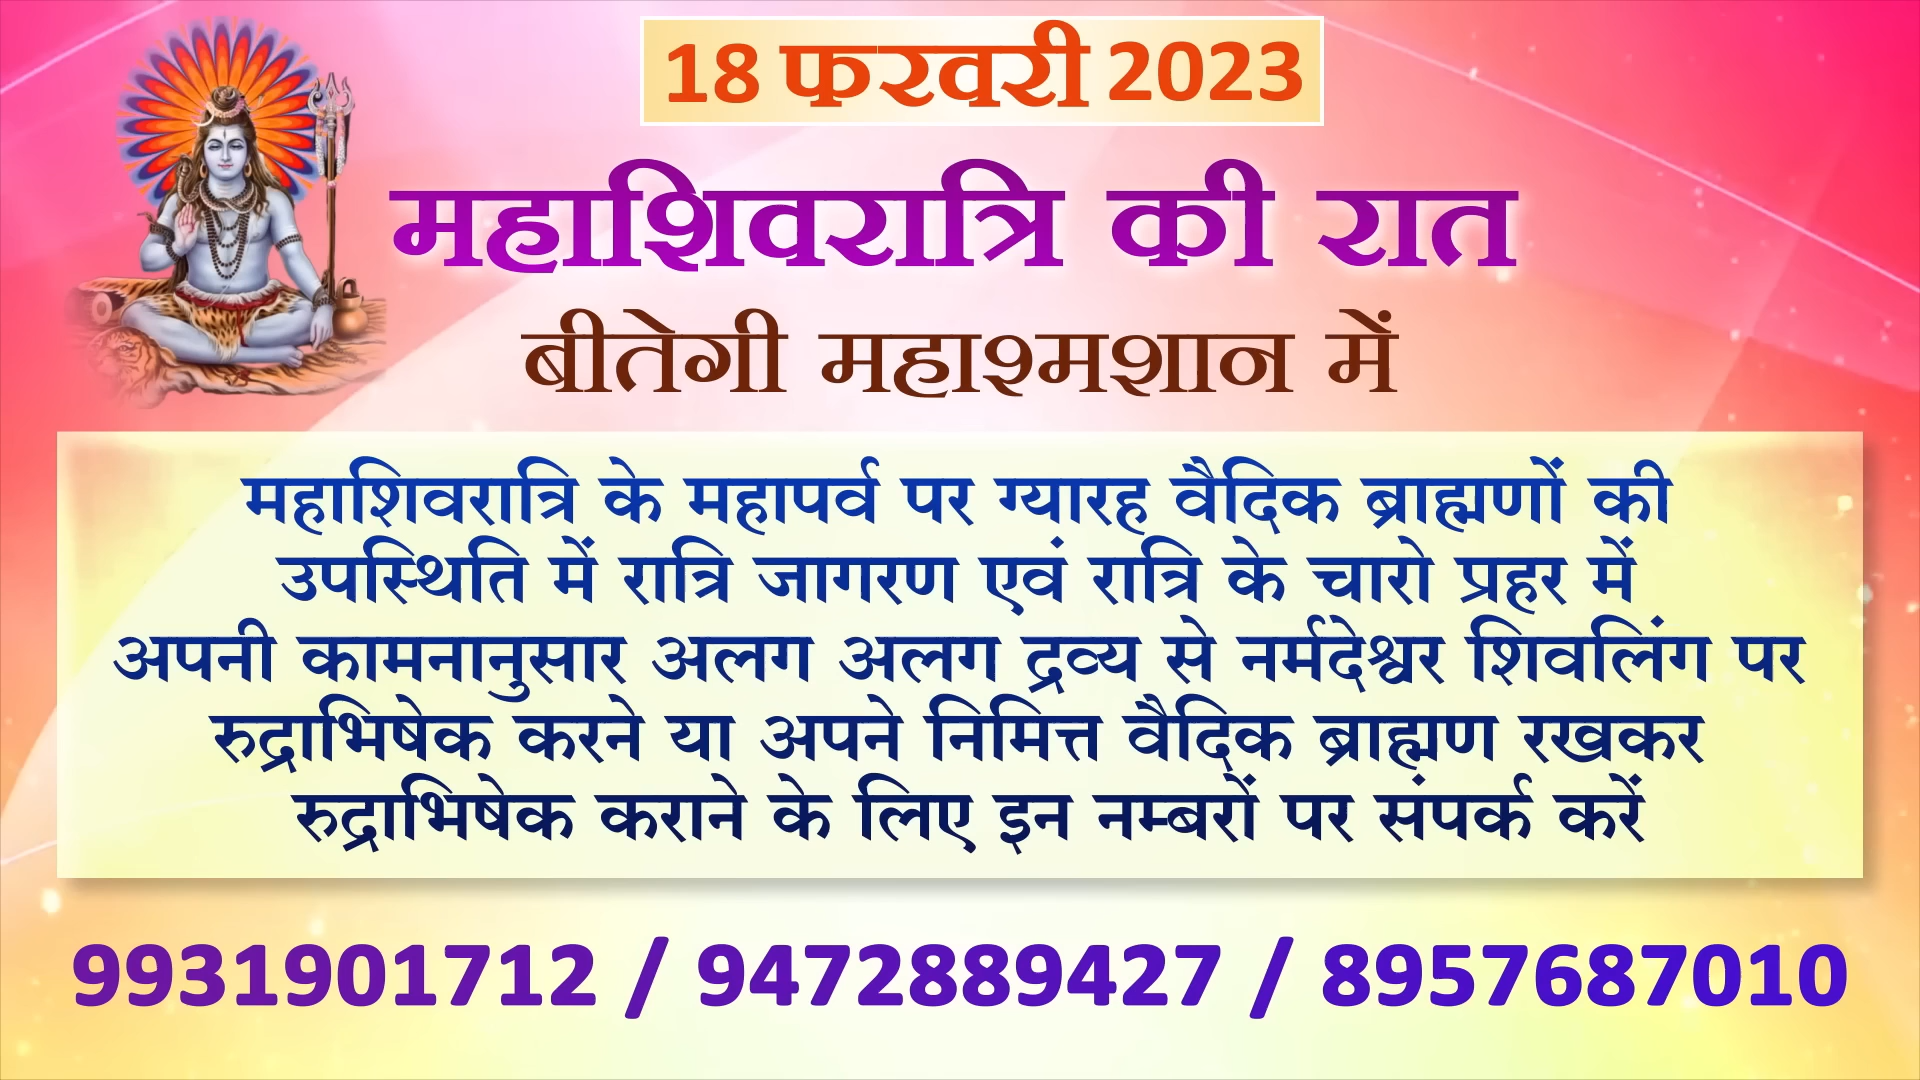 18 फरवरी 2023
महाशिवरात्रि की रात
बीतेगी महाश्मशान में
महाशिवरात्रि के महापर्व पर ग्यारह वैदिक ब्राह्मणों की
उपस्थिति में रात्रि जागरण एवं रात्रि के चारो प्रहर में
अपनी कामनानुसार अलग अलग द्रव्य से नर्मदेश्वर शिवलिंग पर
रुद्राभिषेक करने या अपने निमित्त वैदिक ब्राह्मण रखकर
रुद्राभिषेक कराने के लिए इन नम्बरों पर संपर्क करें
9931901712 / 9472889427 / 8957687010